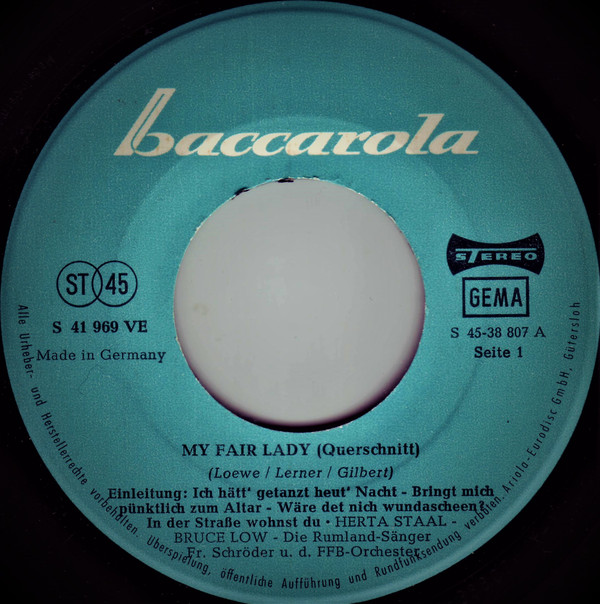 baccarola
STEREO
ST 45
GEMA
S 41 969 VE
S 45-38 807 A
Made in Germany
Seite 1
MY FAIR LADY (Querschnitt)
(Loewe / Lerner / Gilbert)
Einleitung: Ich hätt' getanzt heut' Nacht - Bringt mich
pünktlich zum Altar - Wäre det nich wundascheen?
In der Straße wohnst du • HERTA STAAL -
BRUCE LOW - Die Rumland-Sänger
Fr. Schröder u. d. FFB-Orchester
Alle Urheber- und Herstellerrechte vorbehalten. Überspielung, öffentliche Aufführung und Rundfunksendung verboten. Ariola-Eurodisc GmbH, Gütersloh